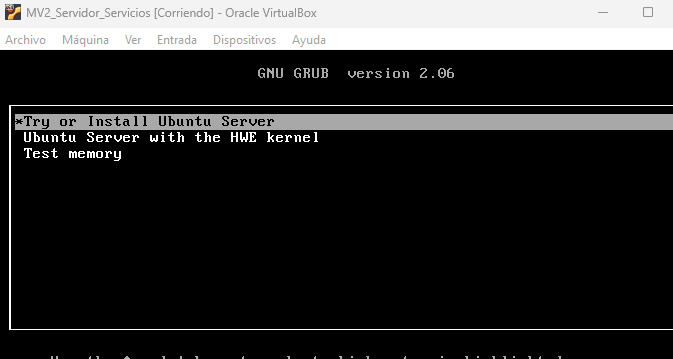 MV2_Servidor_Servicios [Corriendo] - Oracle VirtualBox
Archivo Máquina Ver Entrada Dispositivos Ayuda
GNU GRUB version 2.06
*Try or Install Ubuntu Server
Ubuntu Server with the HWE kernel
Test memory